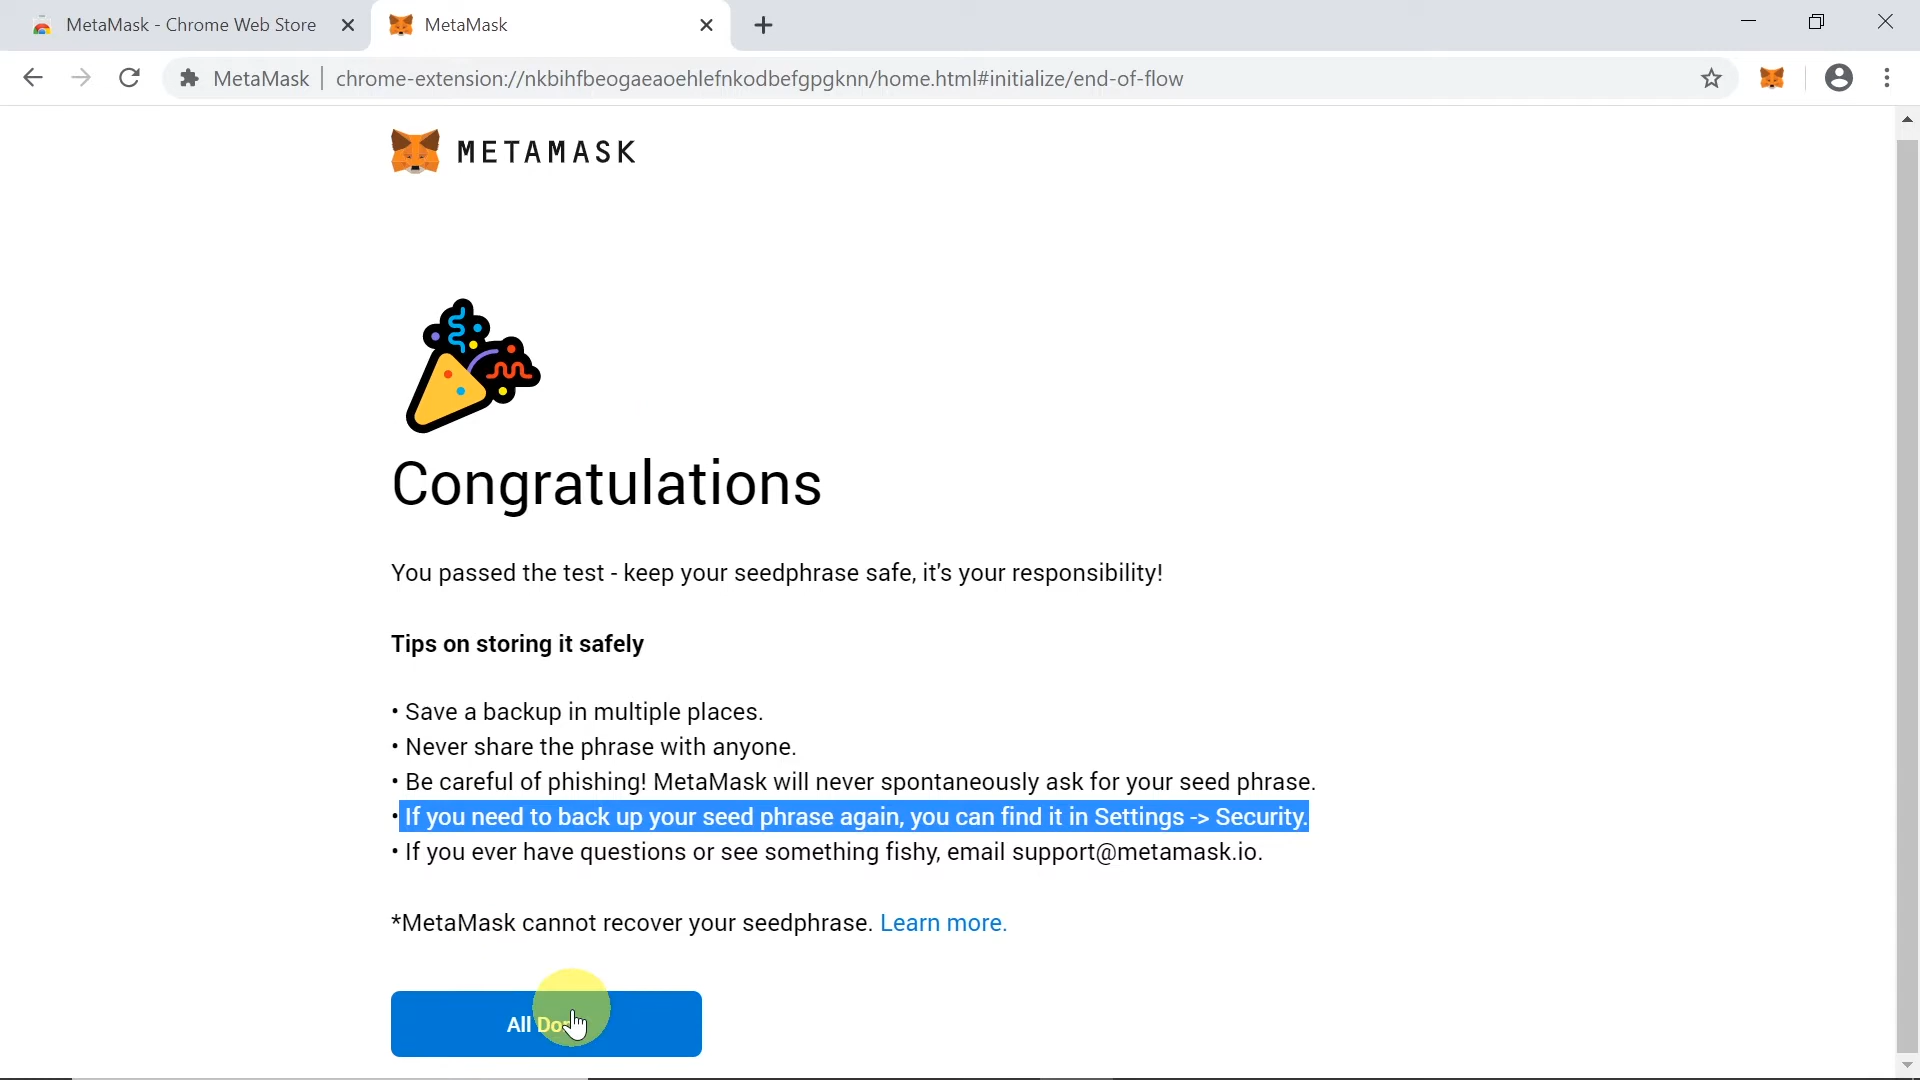 MetaMask - Chrome Web Store
MetaMask
MetaMask | chrome-extension://nkbihfbeogaeaoehlefnkodbefgpgknn/home.html#initialize/end-of-flow
METAMASK
Congratulations
You passed the test - keep your seedphrase safe, it's your responsibility!
Tips on storing it safely
• Save a backup in multiple places.
• Never share the phrase with anyone.
• Be careful of phishing! MetaMask will never spontaneously ask for your seed phrase.
• If you need to back up your seed phrase again, you can find it in Settings -> Security.
• If you ever have questions or see something fishy, email support@metamask.io.
*MetaMask cannot recover your seedphrase. Learn more.
All Done